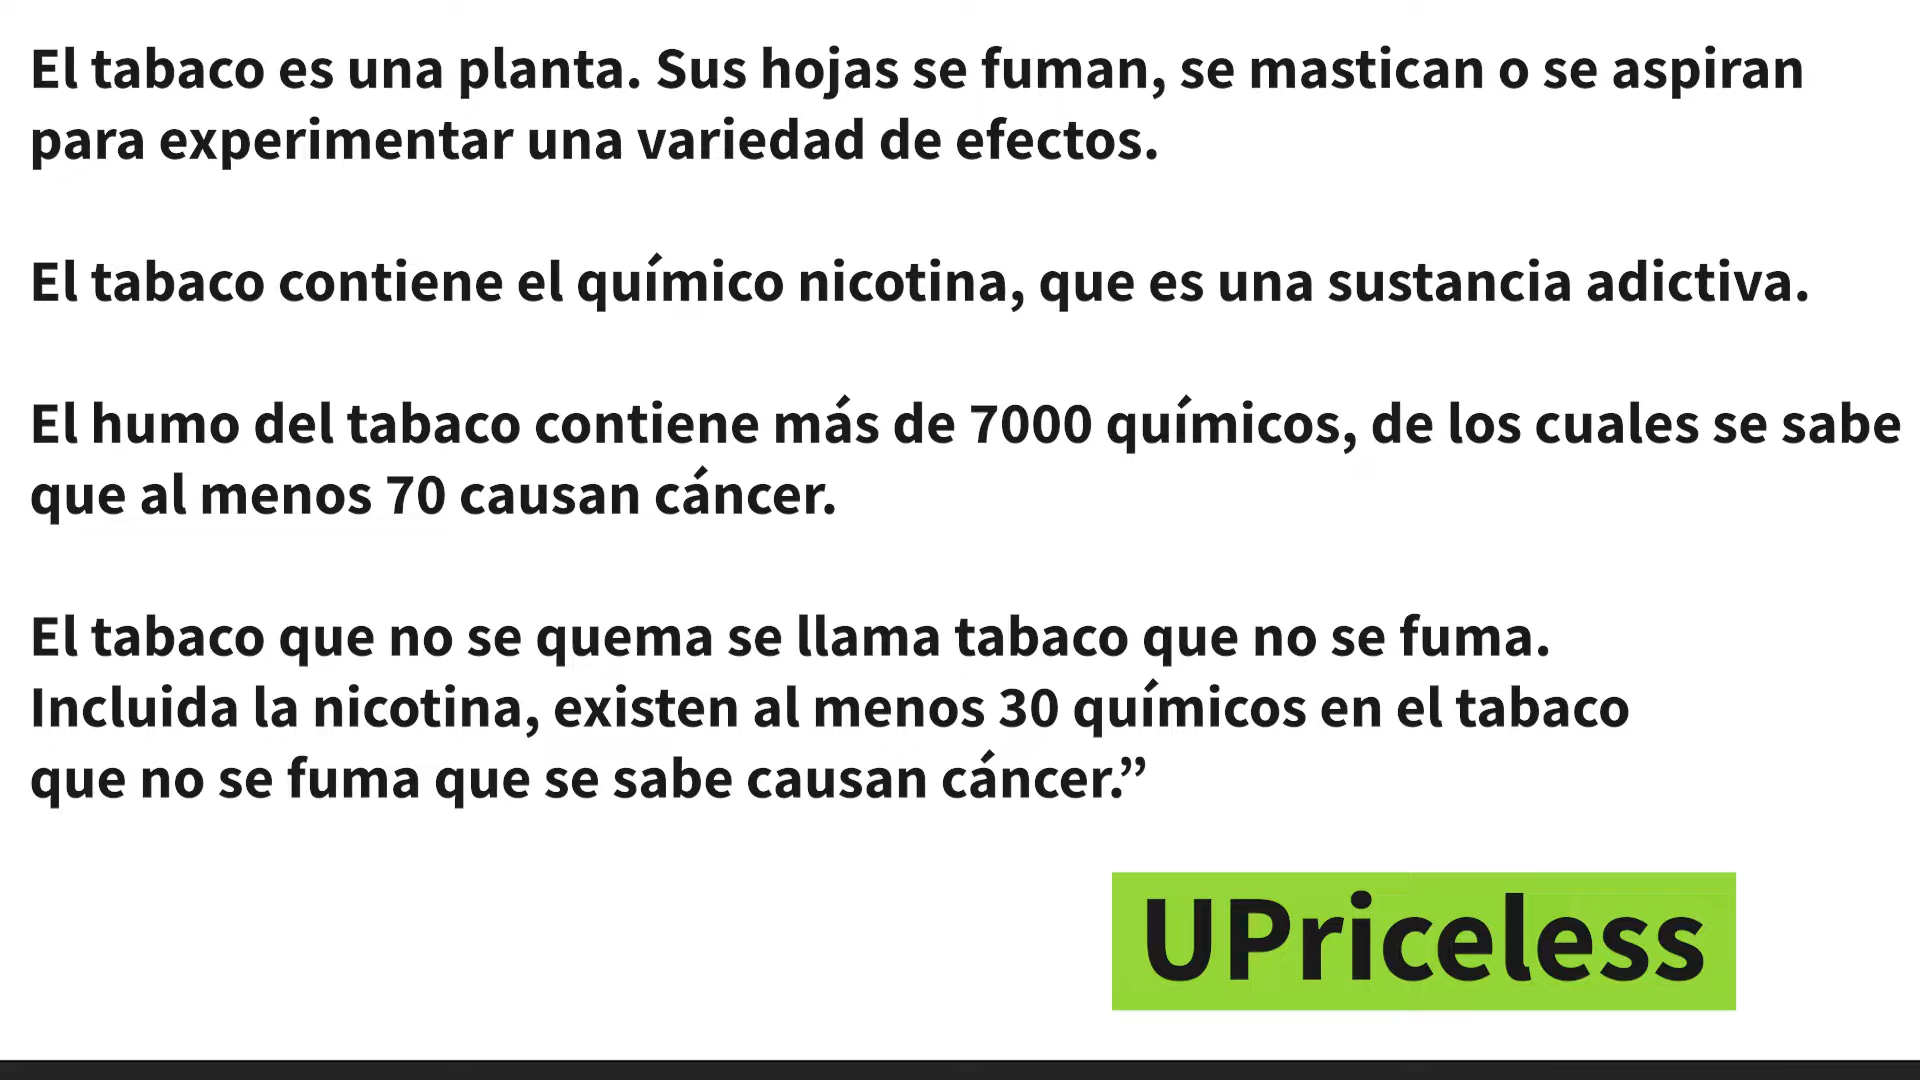 El tabaco es una planta. Sus hojas se fuman, se mastican o se aspiran
para experimentar una variedad de efectos.
El tabaco contiene el químico nicotina, que es una sustancia adictiva.
El humo del tabaco contiene más de 7000 químicos, de los cuales se sabe
que al menos 70 causan cáncer.
El tabaco que no se quema se llama tabaco que no se fuma.
Incluida la nicotina, existen al menos 30 químicos en el tabaco
que no se fuma que se sabe causan cáncer.”
UPriceless